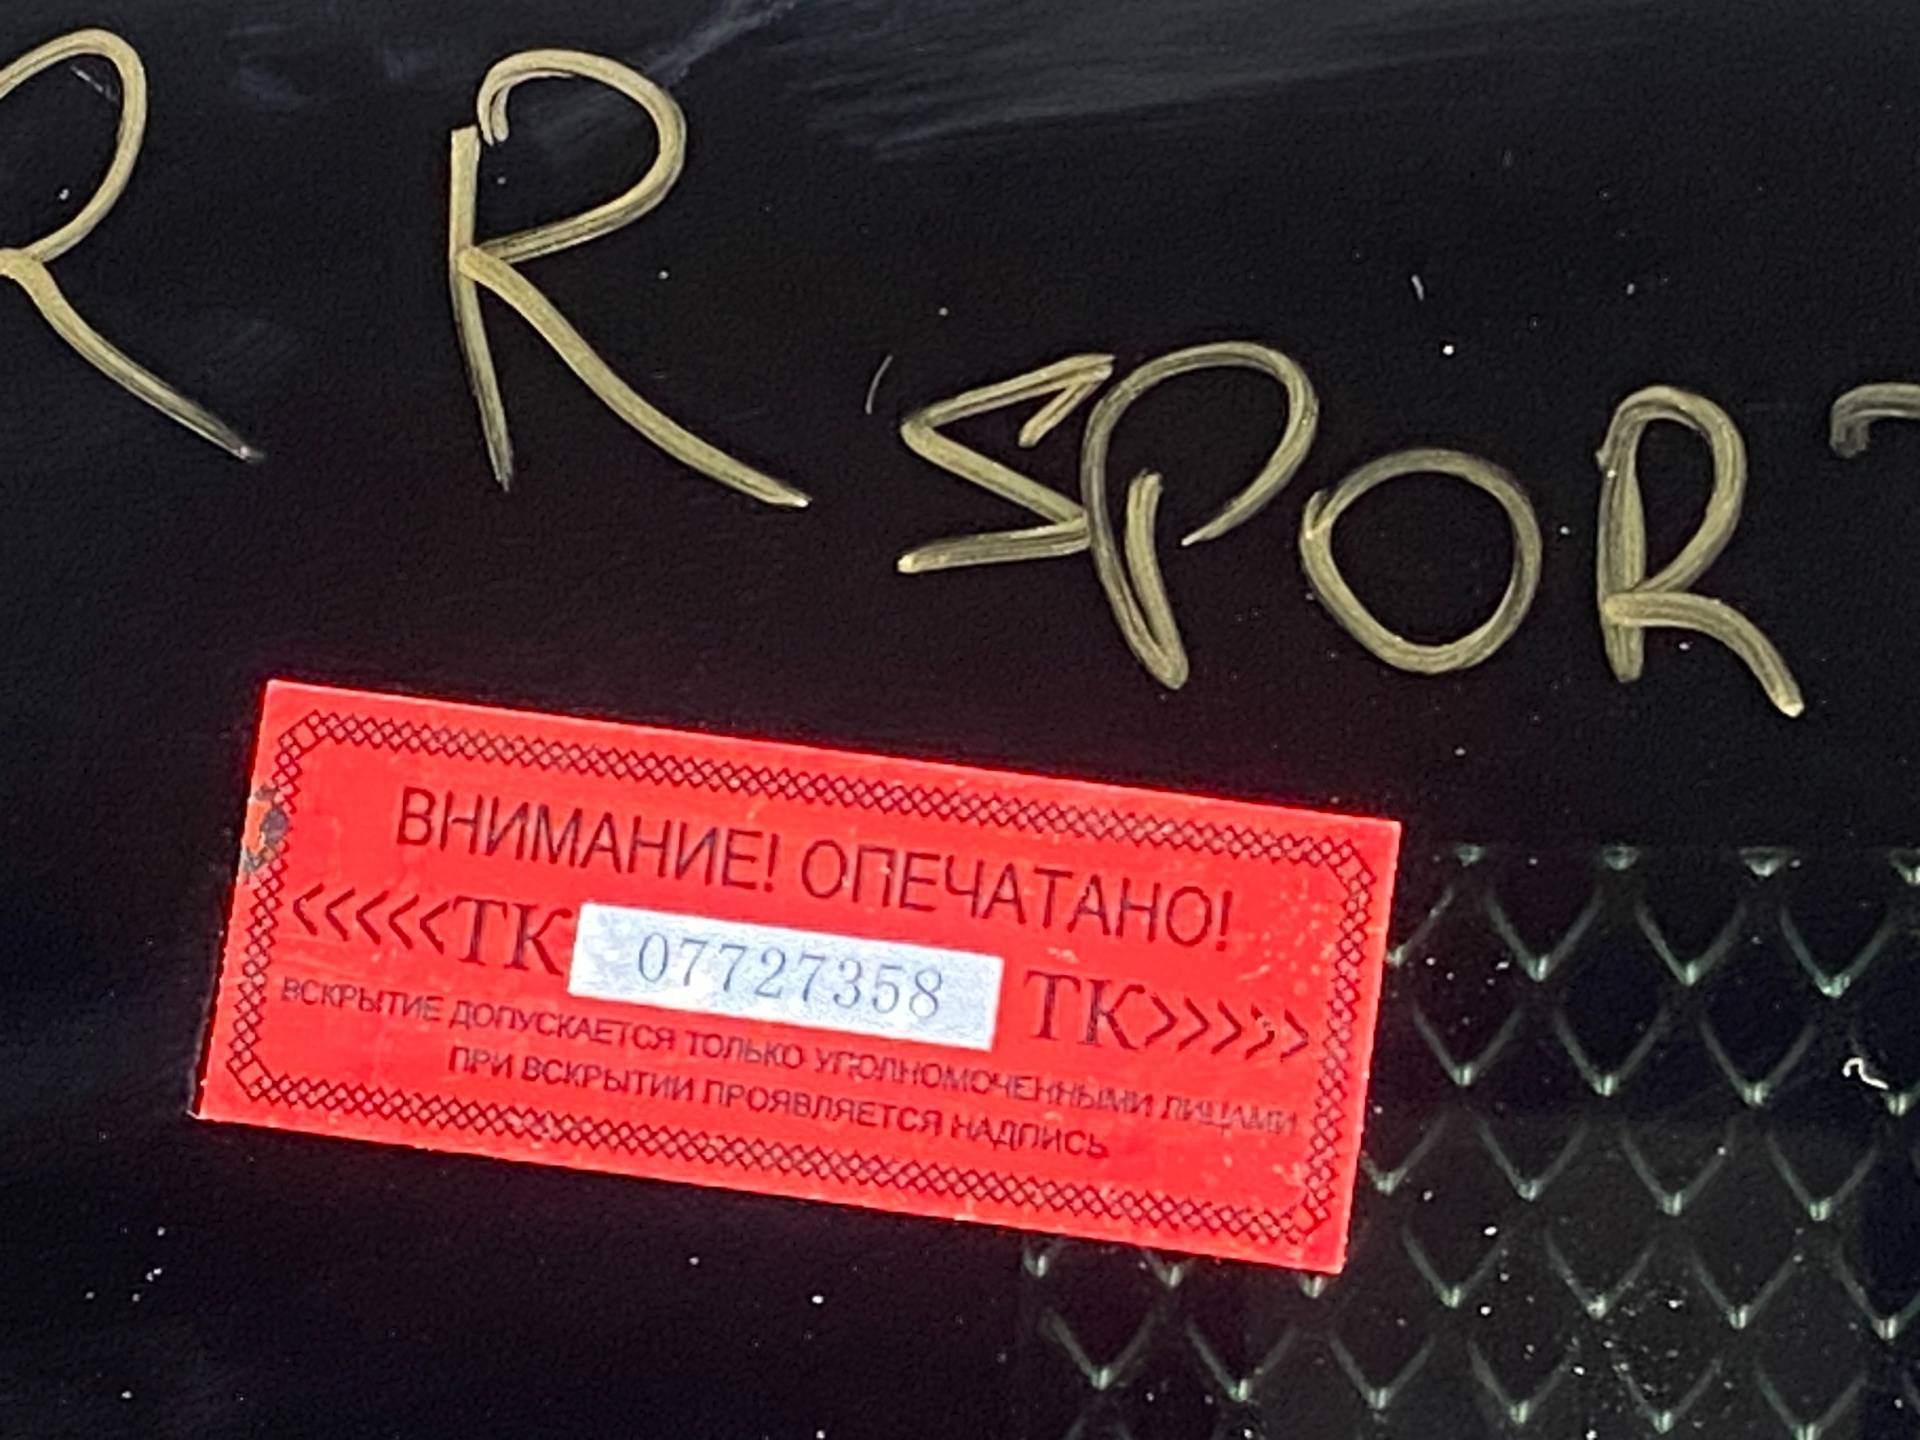 R R SPORT
ВНИМАНИЕ! ОПЕЧАТАНО!
<<<<<ТК 07727358 ТК>>>>>
ВСКРЫТИЕ ДОПУСКАЕТСЯ ТОЛЬКО УПОЛНОМОЧЕННЫМИ ЛИЦАМИ
ПРИ ВСКРЫТИИ ПРОЯВЛЯЕТСЯ НАДПИСЬ